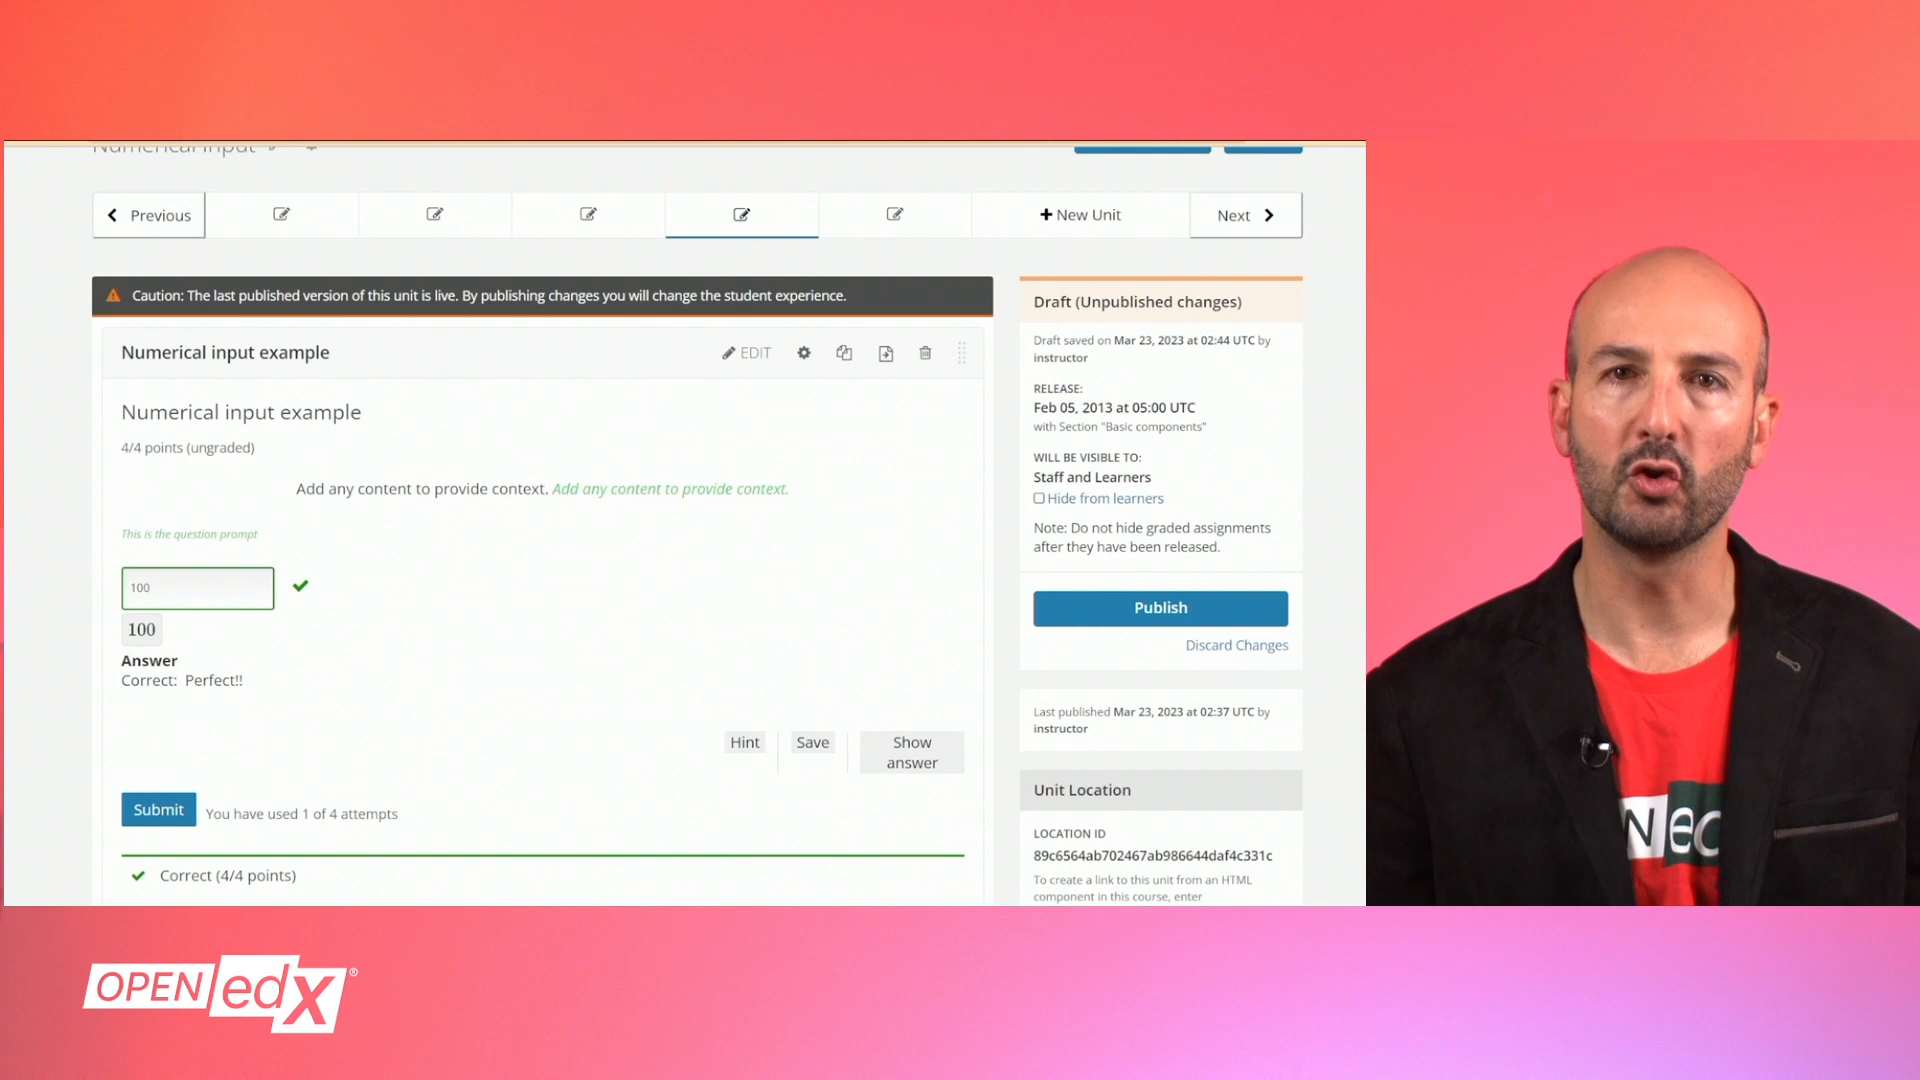 Numerical input
Previous
New Unit
Next
Caution: The last published version of this unit is live. By publishing changes you will change the student experience.
Numerical input example
EDIT
Numerical input example
4/4 points (ungraded)
Add any content to provide context. Add any content to provide context.
This is the question prompt
100
100
Answer
Correct: Perfect!!
Hint
Save
Show
answer
Submit
You have used 1 of 4 attempts
Correct (4/4 points)
Draft (Unpublished changes)
Draft saved on Mar 23, 2023 at 02:44 UTC by
instructor
RELEASE:
Feb 05, 2013 at 05:00 UTC
with Section "Basic components"
WILL BE VISIBLE TO:
Staff and Learners
Hide from learners
Note: Do not hide graded assignments
after they have been released.
Publish
Discard Changes
Last published Mar 23, 2023 at 02:37 UTC by
instructor
Unit Location
LOCATION ID
89c6564ab702467ab986644daf4c331c
To create a link to this unit from an HTML
component in this course, enter
N ed
OPEN edX®